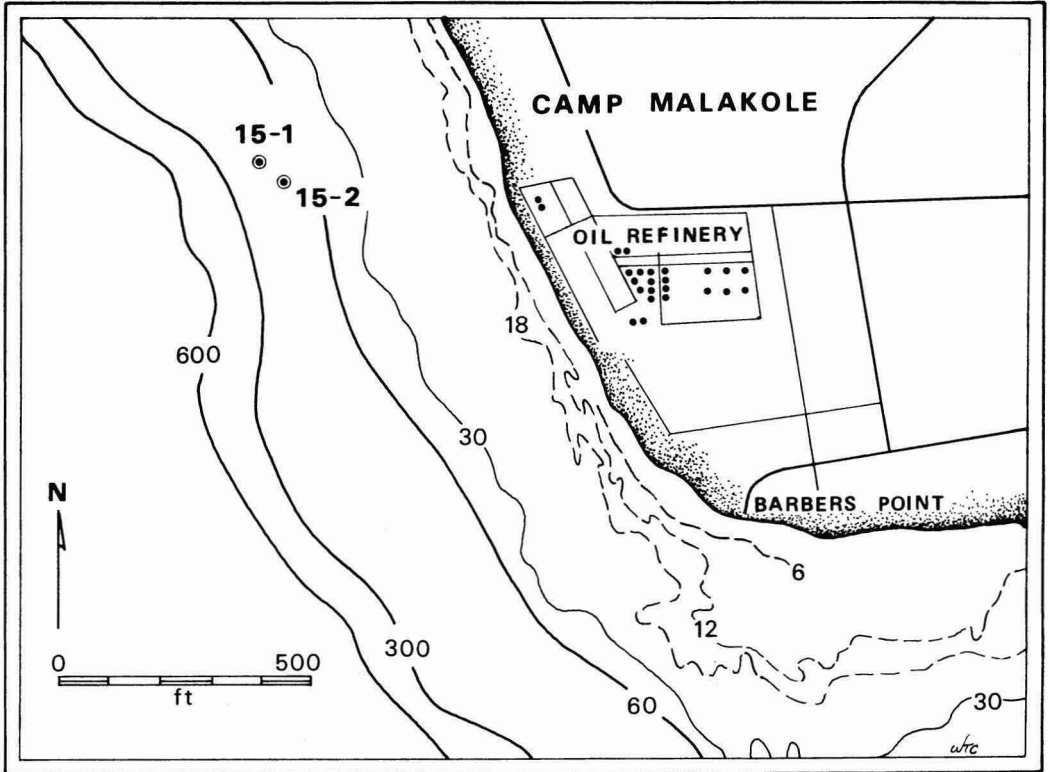 CAMP MALAKOLE
15-1
15-2
OIL REFINERY
18
600
30
N
BARBERS POINT
6
12
0 500
ft
300
60
30
WTC